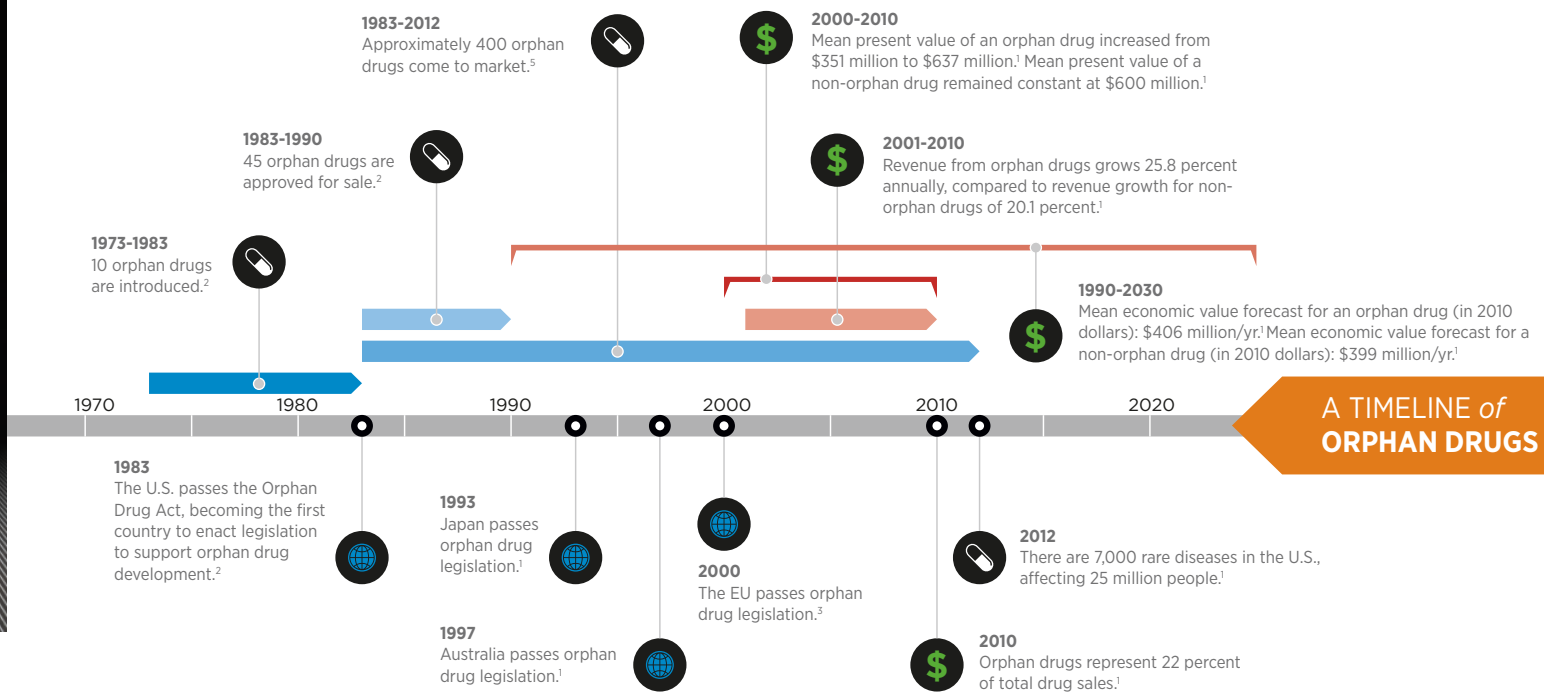 1983-2012
Approximately 400 orphan
drugs come to market.⁵
2000-2010
Mean present value of an orphan drug increased from
$351 million to $637 million.¹ Mean present value of a
non-orphan drug remained constant at $600 million.¹
1983-1990
45 orphan drugs are
approved for sale.²
2001-2010
Revenue from orphan drugs grows 25.8 percent
annually, compared to revenue growth for non-
orphan drugs of 20.1 percent.¹
1973-1983
10 orphan drugs
are introduced.²
1990-2030
Mean economic value forecast for an orphan drug (in 2010
dollars): $406 million/yr.¹ Mean economic value forecast for a
non-orphan drug (in 2010 dollars): $399 million/yr.¹
1970 1980 1990 2000 2010 2020
A TIMELINE of
ORPHAN DRUGS
1983
The U.S. passes the Orphan
Drug Act, becoming the first
country to enact legislation
to support orphan drug
development.²
1993
Japan passes
orphan drug
legislation.¹
1997
Australia passes orphan
drug legislation.¹
2000
The EU passes orphan
drug legislation.³
2012
There are 7,000 rare diseases in the U.S.,
affecting 25 million people.¹
2010
Orphan drugs represent 22 percent
of total drug sales.¹
$
$
$
$